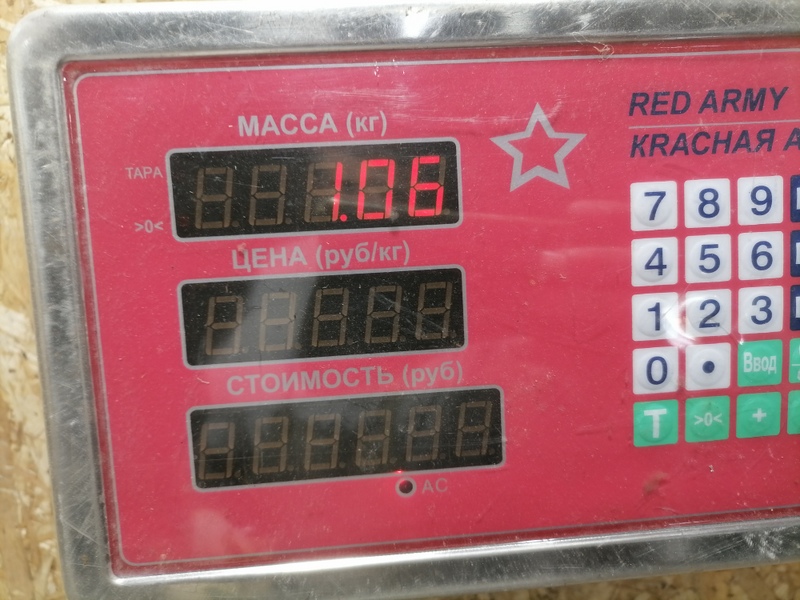 МАССА (кг)
ТАРА
1.06
>0<
ЦЕНА (руб/кг)
СТОИМОСТЬ (руб)
AC
RED ARMY
КRАСНАЯ А
7 8 9
4 5 6
1 2 3
0 • Ввод
T >0< +